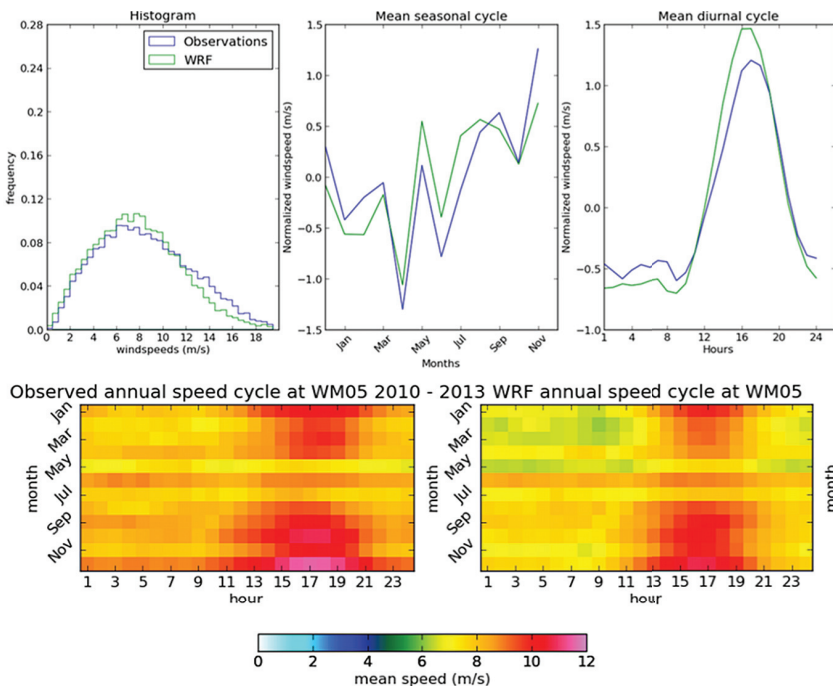 Histogram
Mean seasonal cycle
Mean diurnal cycle
0.28
0.24
0.20
0.16
0.12
0.08
0.04
0.0
frequency
Observations
WRF
0 2 4 6 8 10 12 14 16 18
windspeeds (m/s)
1.5
1.0
0.5
0.0
−0.5
−1.0
−1.5
Normalized windspeed (m/s)
Jan Mar May Jul Sep Nov
Months
1.5
1.0
0.5
0.0
−0.5
−1.0
Normalized windspeed (m/s)
1 4 8 12 16 20 24
Hours
Observed annual speed cycle at WM05 2010 - 2013 WRF annual speed cycle at WM05
Jan
Mar
May
Jul
Sep
Nov
month
1 3 5 7 9 11 13 15 17 19 21 23
hour
Jan
Mar
May
Jul
Sep
Nov
month
month
1 3 5 7 9 11 13 15 17 19 21 23
hour
0 2 4 6 8 10 12
mean speed (m/s)